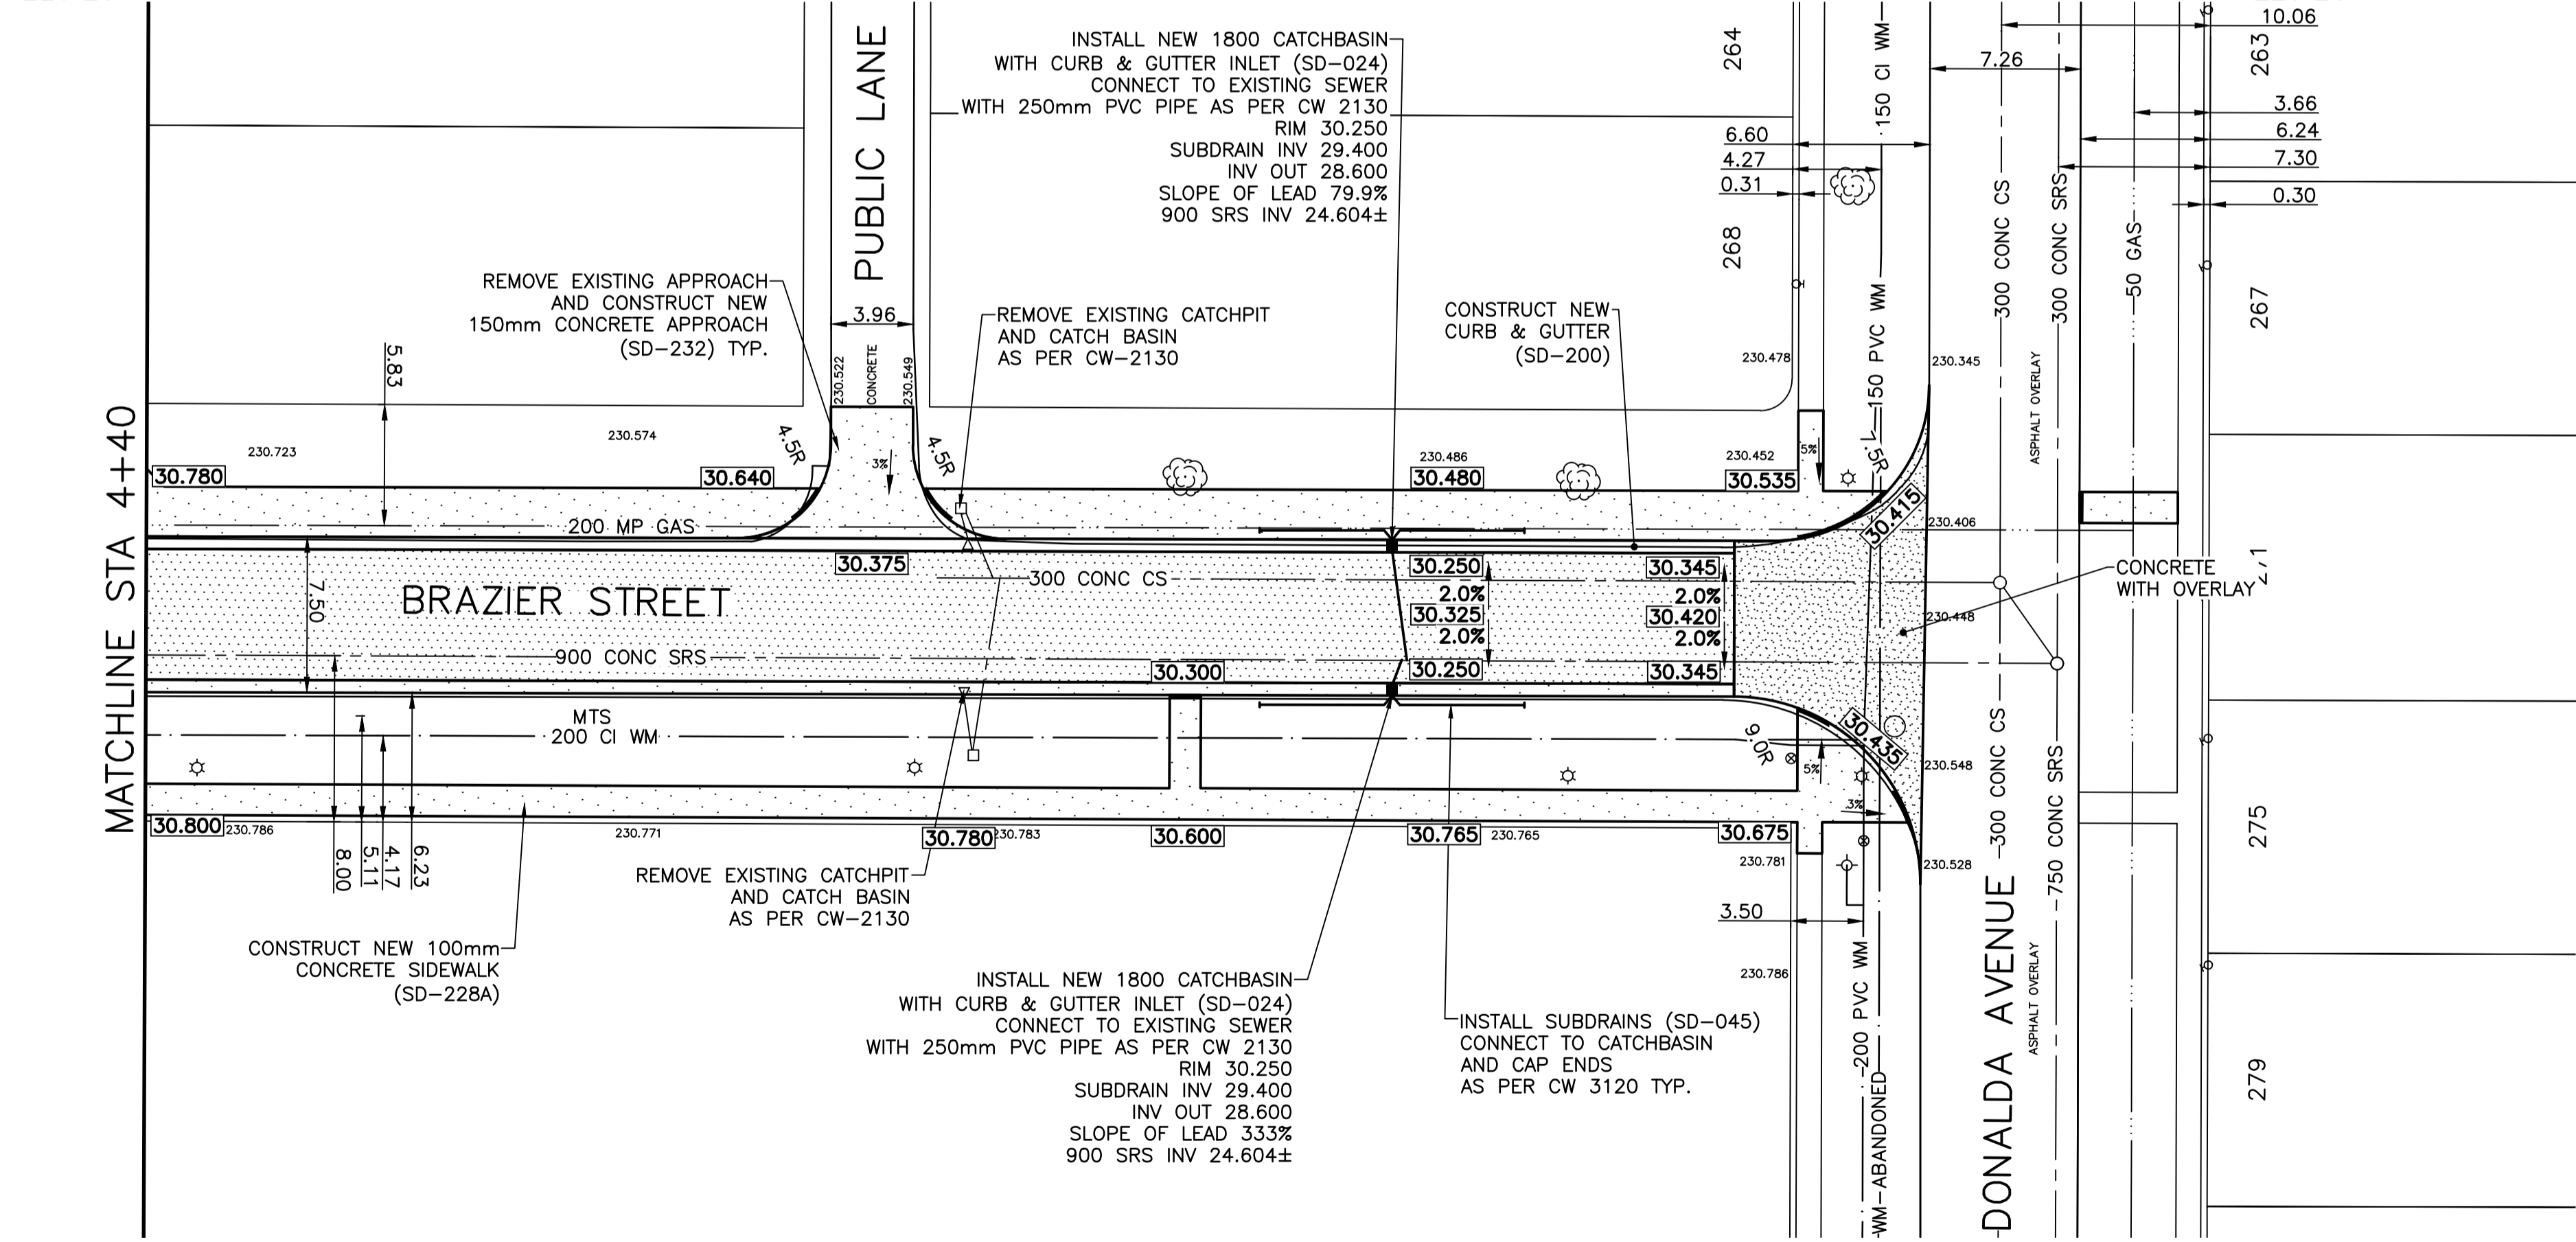 INSTALL NEW 1800 CATCHBASIN
WITH CURB & GUTTER INLET (SD-024)
CONNECT TO EXISTING SEWER
WITH 250mm PVC PIPE AS PER CW 2130
RIM 30.250
SUBDRAIN INV 29.400
INV OUT 28.600
SLOPE OF LEAD 79.9%
900 SRS INV 24.604±
PUBLIC LANE
3.96
CONCRETE
230.522
230.549
REMOVE EXISTING APPROACH
AND CONSTRUCT NEW
150mm CONCRETE APPROACH
(SD-232) TYP.
REMOVE EXISTING CATCHPIT
AND CATCH BASIN
AS PER CW-2130
CONSTRUCT NEW
CURB & GUTTER
(SD-200)
264
268
150 CI WM
150 PVC WM
6.60
4.27
0.31
7.26
10.06
3.66
6.24
7.30
0.30
263
267
275
279
300 CONC CS
300 CONC SRS
50 GAS
ASPHALT OVERLAY
230.478
230.345
5.83
MATCHLINE STA 4+40
230.723
230.574
230.486
230.452
4.5R
4.5R
3%
5%
30.780
30.640
30.480
30.535
30.415
230.406
200 MP GAS
30.375
300 CONC CS
30.250
2.0%
30.325
2.0%
30.250
30.345
2.0%
30.420
2.0%
30.345
CONCRETE
WITH OVERLAY
230.448
BRAZIER STREET
7.50
900 CONC SRS
30.300
MTS
200 CI WM
9.0R
5%
3%
30.435
230.548
230.528
30.800
230.786
230.771
30.780
230.783
30.600
30.765
230.765
30.675
230.781
8.00
5.11
4.17
6.23
REMOVE EXISTING CATCHPIT
AND CATCH BASIN
AS PER CW-2130
CONSTRUCT NEW 100mm
CONCRETE SIDEWALK
(SD-228A)
INSTALL NEW 1800 CATCHBASIN
WITH CURB & GUTTER INLET (SD-024)
CONNECT TO EXISTING SEWER
WITH 250mm PVC PIPE AS PER CW 2130
RIM 30.250
SUBDRAIN INV 29.400
INV OUT 28.600
SLOPE OF LEAD 333%
900 SRS INV 24.604±
INSTALL SUBDRAINS (SD-045)
CONNECT TO CATCHBASIN
AND CAP ENDS
AS PER CW 3120 TYP.
3.50
230.786
200 PVC WM
WM-ABANDONED
DONALDA AVENUE
300 CONC CS
750 CONC SRS
ASPHALT OVERLAY